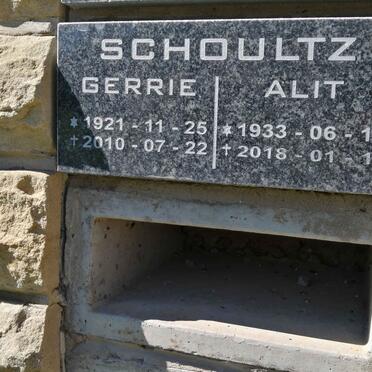 SCHOULTZ
GERRIE ALIT
* 1921 - 11 - 25 * 1933 - 06 - 1
† 2010 - 07 - 22 † 2018 - 01 - 1